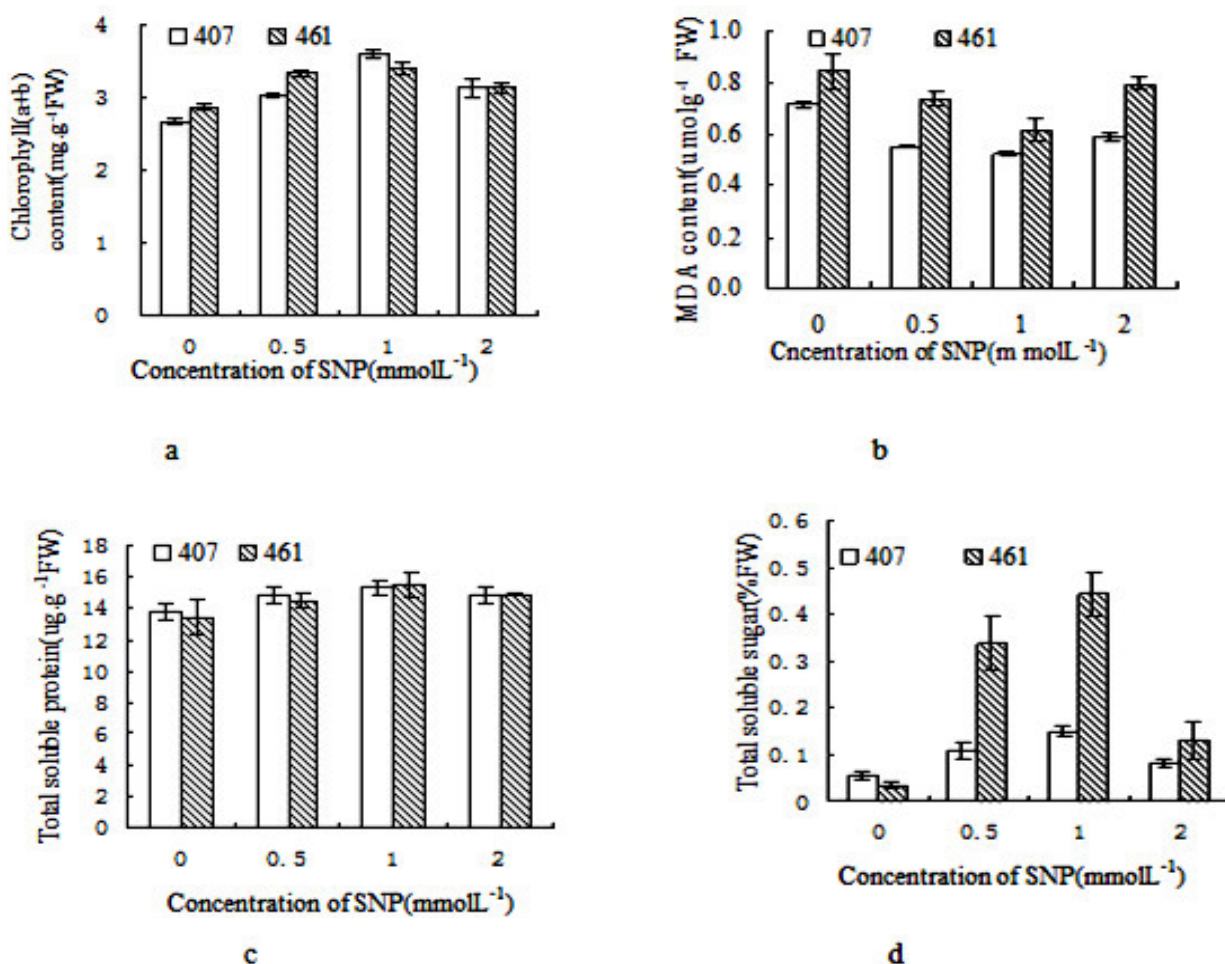 407 461
Chlorophyll(a+b)
content(mg.g-1FW)
4
3
2
1
0
0 0.5 1 2
Concentration of SNP(mmolL-1)
a
407 461
MDA content(umolg-1 FW)
1.0
0.8
0.6
0.4
0.2
0.0
0 0.5 1 2
Cncentration of SNP(m molL-1)
b
407 461
Total soluble protein(ug.g-1FW)
18
16
14
12
10
8
6
4
2
0
0 0.5 1 2
Concentration of SNP(mmolL-1)
c
407 461
Total soluble sugar(%FW)
0.6
0.5
0.4
0.3
0.2
0.1
0
0 0.5 1 2
Concentration of SNP(mmolL-1)
d